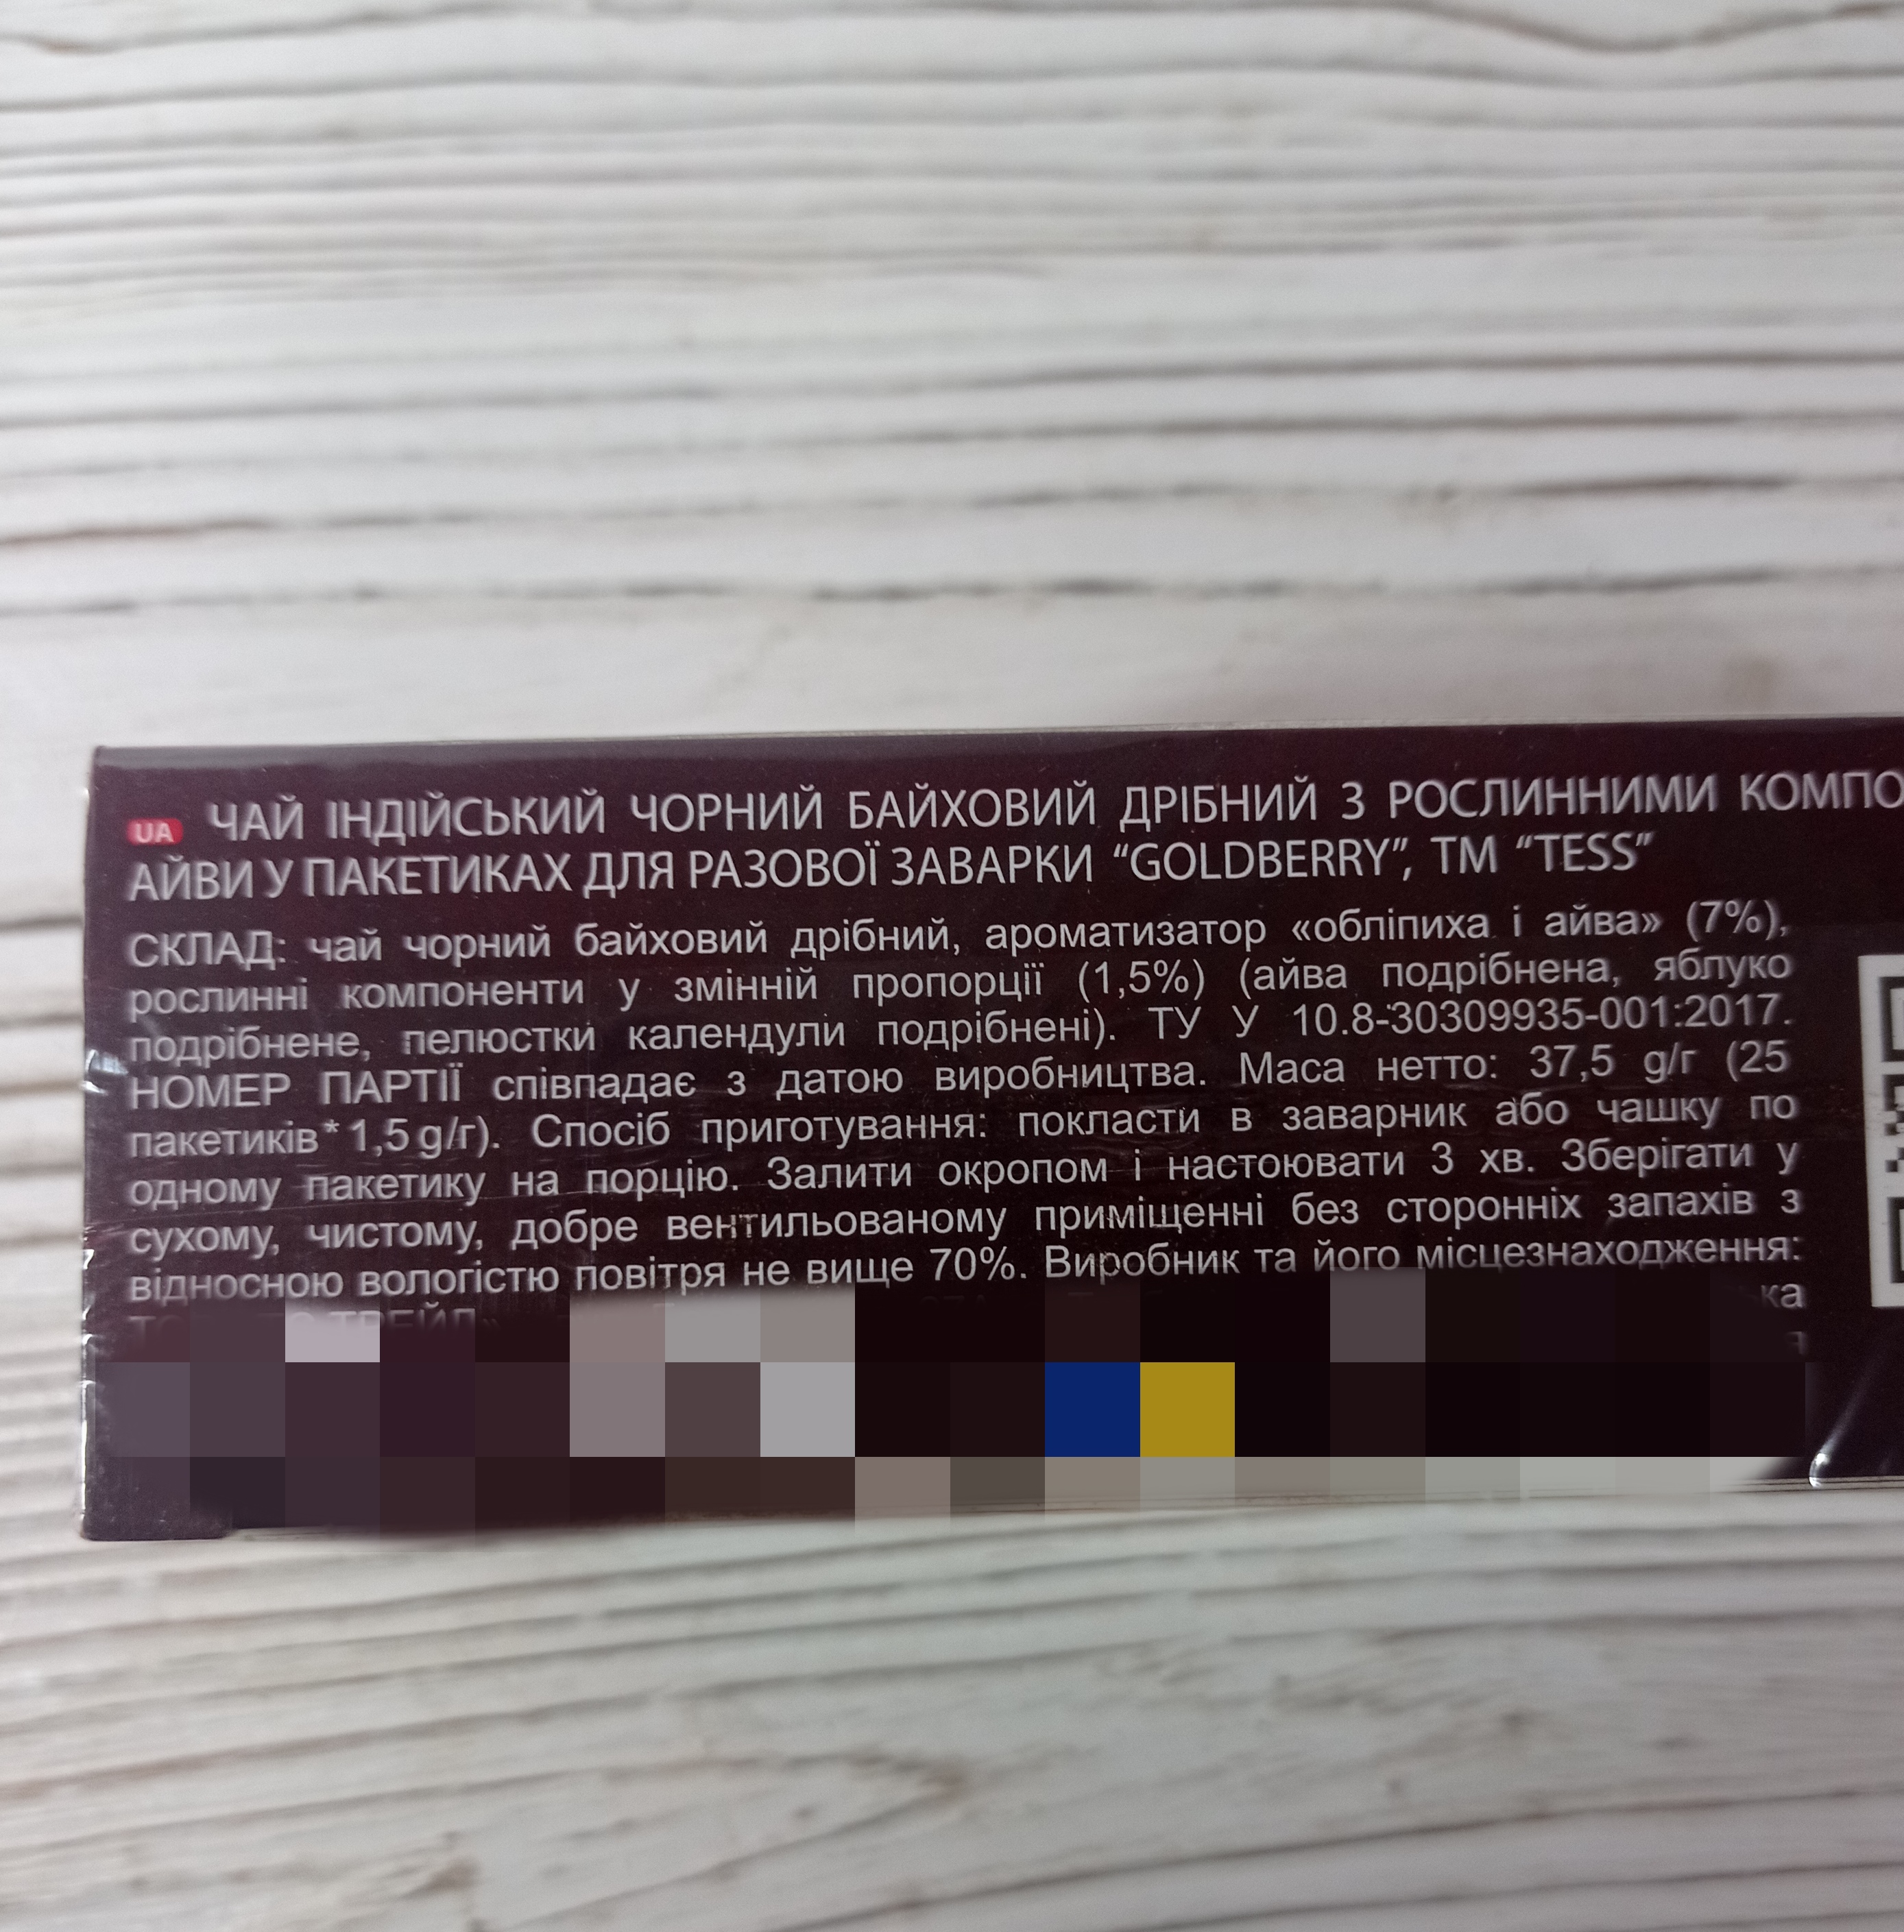 UA ЧАЙ ІНДІЙСЬКИЙ ЧОРНИЙ БАЙХОВИЙ ДРІБНИЙ З РОСЛИННИМИ КОМПО
АЙВИ У ПАКЕТИКАХ ДЛЯ РАЗОВОЇ ЗАВАРКИ “GOLDBERRY”, ТМ “TESS”
СКЛАД: чай чорний байховий дрібний, ароматизатор «обліпиха і айва» (7%),
рослинні компоненти у змінній пропорції (1,5%) (айва подрібнена, яблуко
подрібнене, пелюстки календули подрібнені). ТУ У 10.8-30309935-001:2017.
НОМЕР ПАРТІЇ співпадає з датою виробництва. Маса нетто: 37,5 g/г (25
пакетиків*1,5 g/г). Спосіб приготування: покласти в заварник або чашку по
одному пакетику на порцію. Залити окропом і настоювати 3 хв. Зберігати у
сухому, чистому, добре вентильованому приміщенні без сторонніх запахів з
відносною вологістю повітря не вище 70%. Виробник та його місцезнаходження:
ка